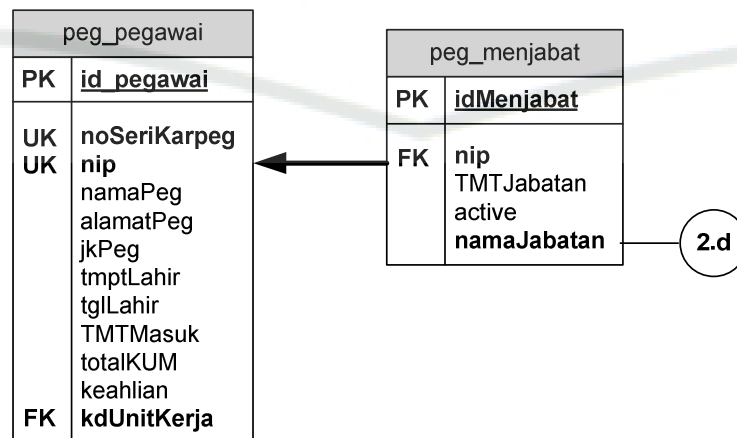 peg_pegawai
PK id_pegawai
UK noSeriKarpeg
UK nip
namaPeg
alamatPeg
jkPeg
tmptLahir
tglLahir
TMTMasuk
totalKUM
keahlian
FK kdUnitKerja
peg_menjabat
PK idMenjabat
FK nip
TMTJabatan
active
namaJabatan
2.d